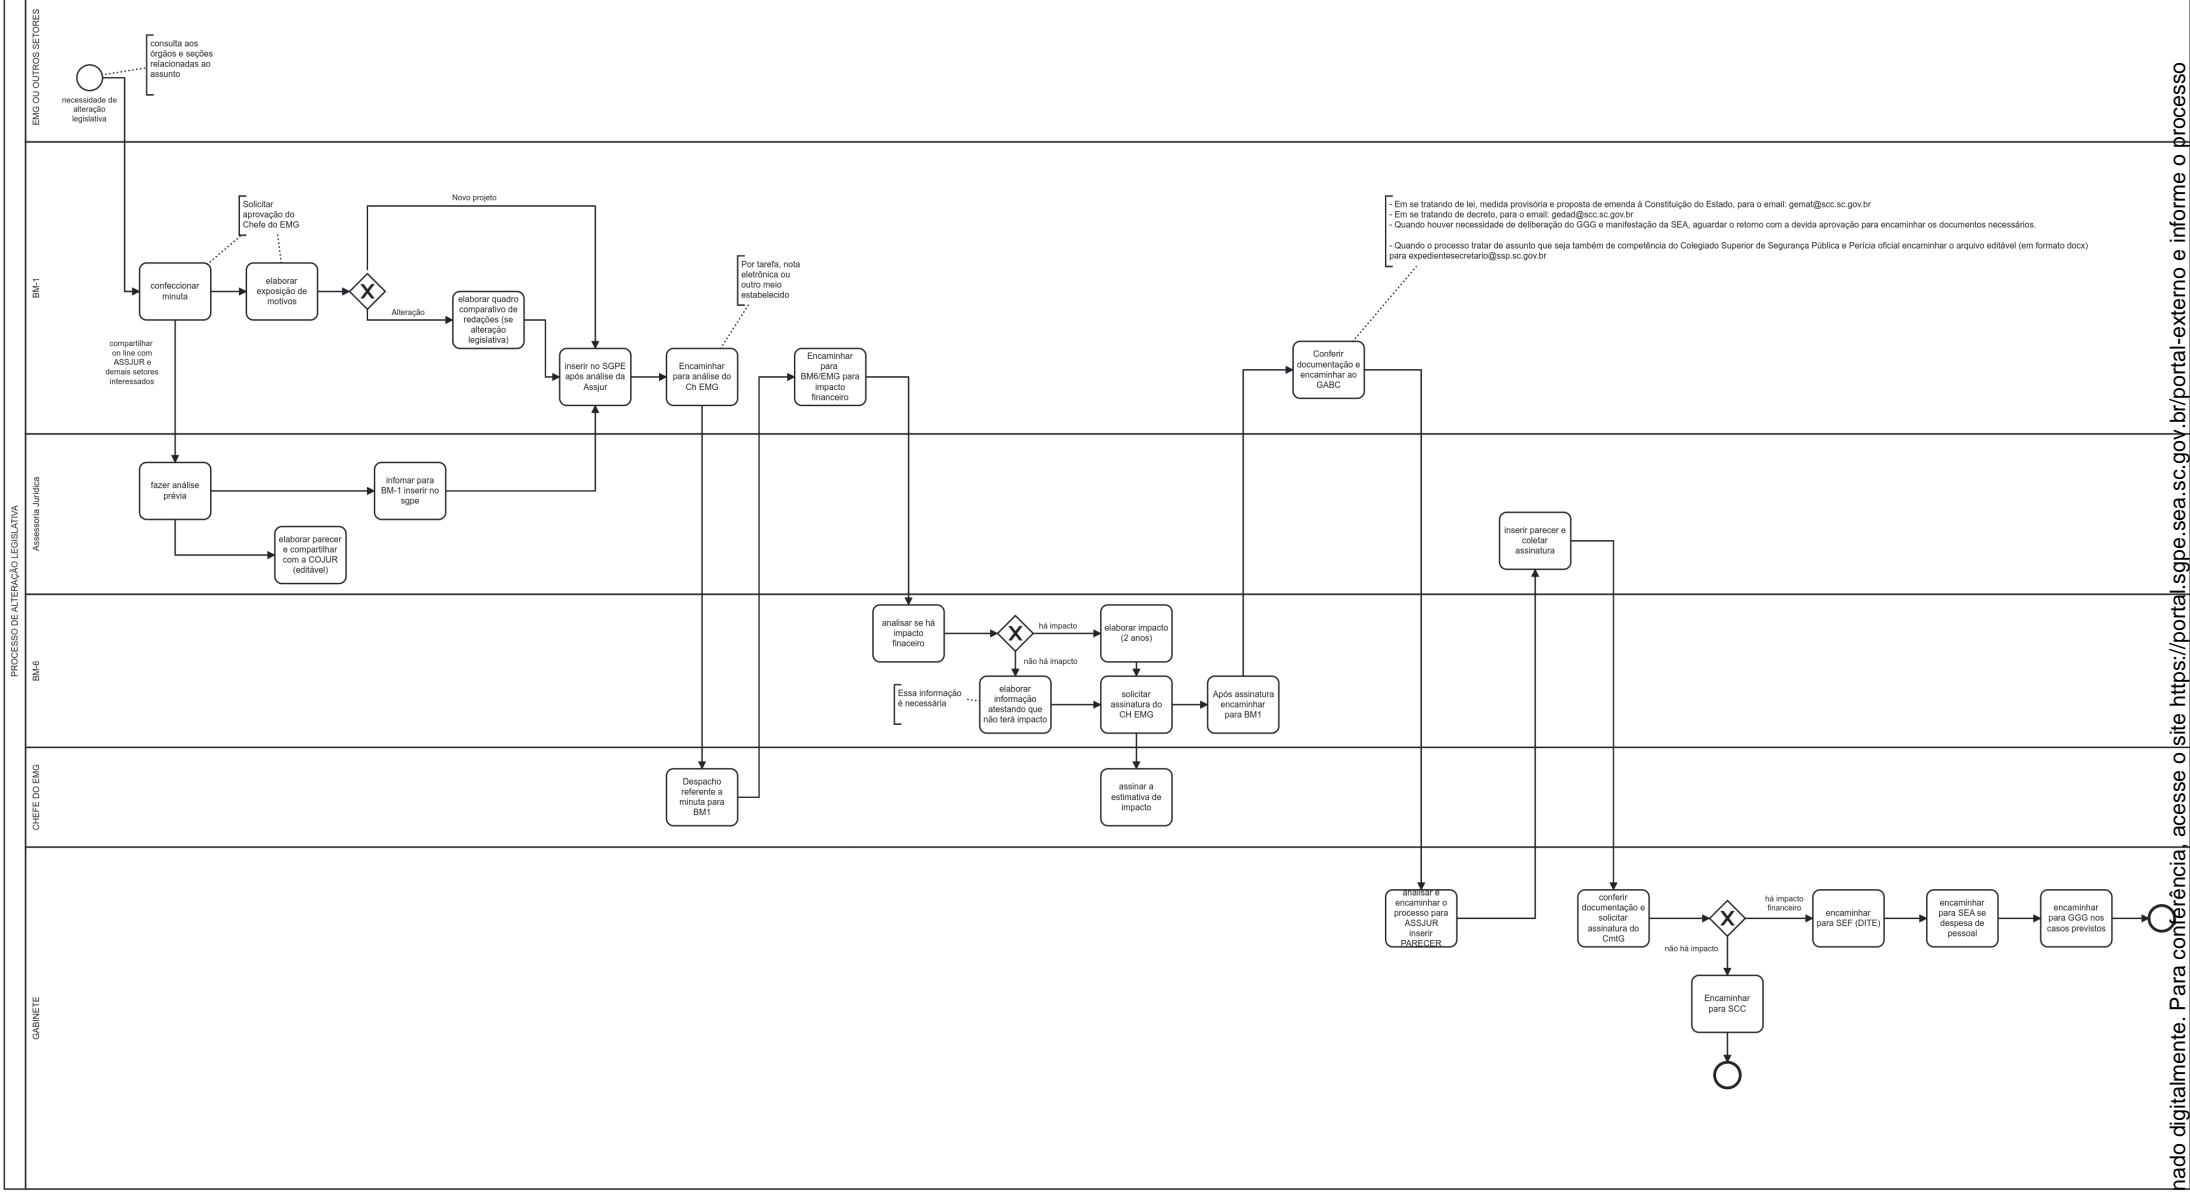 PROCESSO DE ALTERAÇÃO LEGISLATIVA
EMG OU OUTROS SETORES
consulta aos
órgãos e seções
relacionadas ao
assunto
necessidade de
alteração
legislativa
BM-1
Solicitar
aprovação do
Chefe do EMG
confeccionar
minuta
elaborar
exposição de
motivos
Novo projeto
Alteração
elaborar quadro
comparativo de
redações (se
alteração
legislativa)
compartilhar
on line com
ASSJUR e
demais setores
interessados
inserir no SGPE
após análise da
Assjur
Por tarefa, nota
eletrônica ou
outro meio
estabelecido
Encaminhar
para análise do
Ch EMG
Encaminhar
para
BM6/EMG para
impacto
financeiro
- Em se tratando de lei, medida provisória e proposta de emenda à Constituição do Estado, para o email: gemat@scc.sc.gov.br
- Em se tratando de decreto, para o email: gedad@scc.sc.gov.br
- Quando houver necessidade de deliberação do GGG e manifestação da SEA, aguardar o retorno com a devida aprovação para encaminhar os documentos necessários.
- Quando o processo tratar de assunto que seja também de competência do Colegiado Superior de Segurança Pública e Perícia oficial encaminhar o arquivo editável (em formato docx)
para expedientesecretario@ssp.sc.gov.br
Conferir
documentação e
encaminhar ao
GABC
Assessoria Jurídica
fazer análise
prévia
infomar para
BM-1 inserir no
sgpe
elaborar parecer
e compartilhar
com a COJUR
(editável)
inserir parecer e
coletar
assinatura
BM-6
analisar se há
impacto
finaceiro
há impacto
não há imapcto
elaborar impacto
(2 anos)
Essa informação
é necessária
elaborar
informação
atestando que
não terá impacto
solicitar
assinatura do
CH EMG
Após assinatura
encaminhar
para BM1
CHEFE DO EMG
Despacho
referente a
minuta para
BM1
assinar a
estimativa de
impacto
GABINETE
analisar e
encaminhar o
processo para
ASSJUR
inserir
PARECER
conferir
documentação e
solicitar
assinatura do
CmtG
há impacto
financeiro
não há impacto
encaminhar
para SEF (DITE)
encaminhar
para SEA se
despesa de
pessoal
encaminhar
para GGG nos
casos previstos
Encaminhar
para SCC
nado digitalmente. Para conferência, acesse o site https://portal.sgpe.sea.sc.gov.br/portal-externo e informe o processo